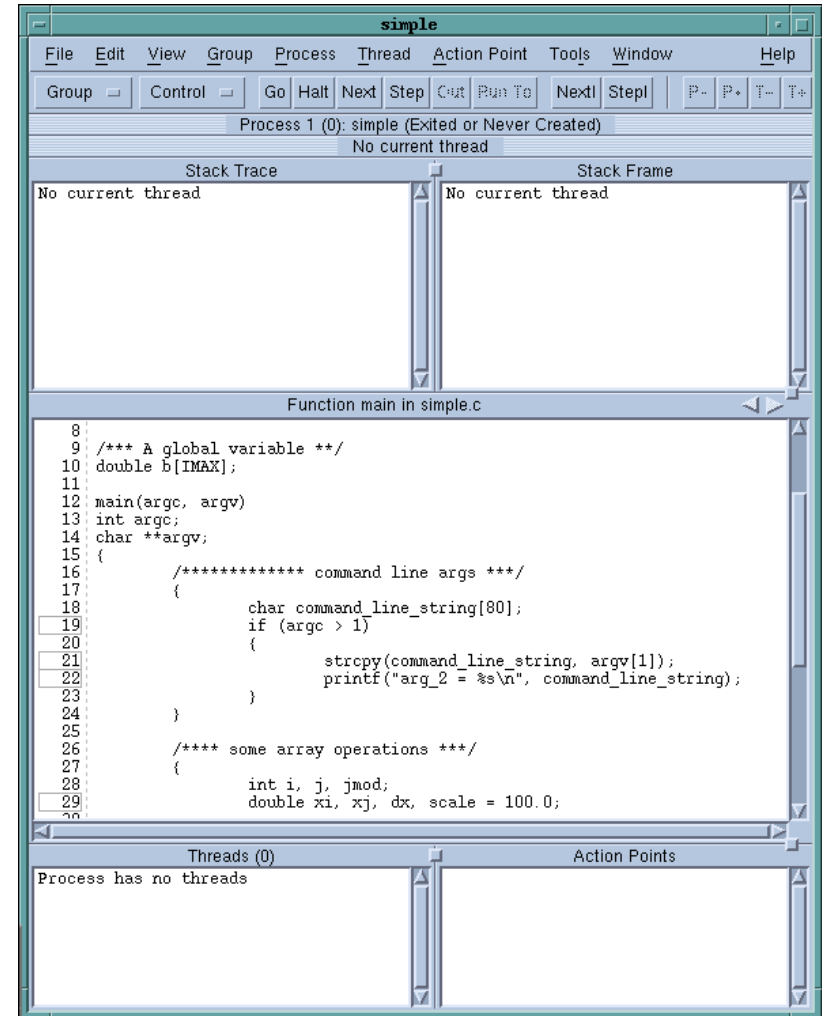 simple
File Edit View Group Process Thread Action Point Tools Window Help
Group Control Go Halt Next Step Out Run To NextI StepI P- P+ T- T+
Process 1 (0): simple (Exited or Never Created)
No current thread
Stack Trace Stack Frame
No current thread No current thread
Function main in simple.c
8
9 /*** A global variable **/
10 double b[IMAX];
11
12 main(argc, argv)
13 int argc;
14 char **argv;
15 {
16 /************* command line args ***/
17 {
18 char command_line_string[80];
19 if (argc > 1)
20 {
21 strcpy(command_line_string, argv[1]);
22 printf("arg_2 = %s\n", command_line_string);
23 }
24 }
25
26 /**** some array operations ***/
27 {
28 int i, j, jmod;
29 double xi, xj, dx, scale = 100.0;
Threads (0) Action Points
Process has no threads